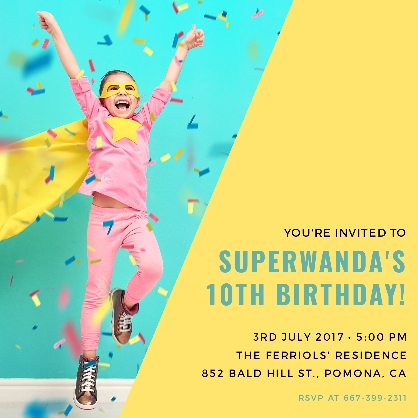 YOU'RE INVITED TO
SUPERWANDA'S
10TH BIRTHDAY!
3RD JULY 2017 • 5:00 PM
THE FERRIOLS' RESIDENCE
852 BALD HILL ST., POMONA, CA
RSVP AT 667-399-2311